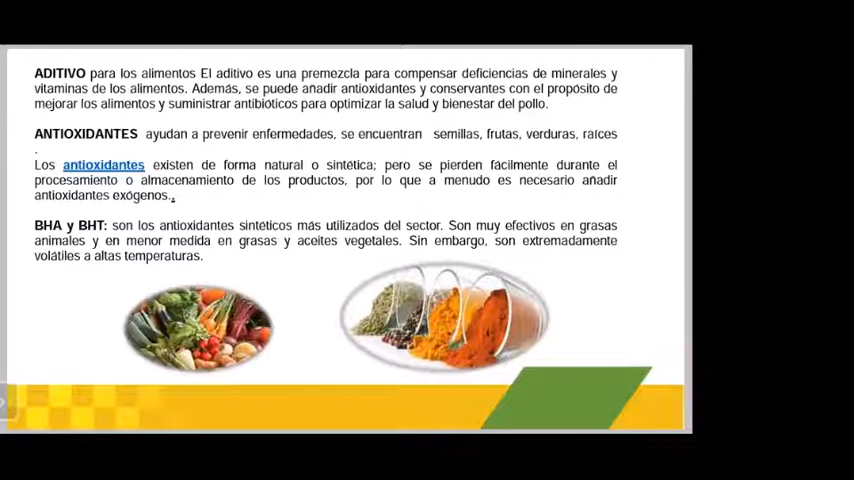 ADITIVO para los alimentos El aditivo es una premezcla para compensar deficiencias de minerales y
vitaminas de los alimentos. Además, se puede añadir antioxidantes y conservantes con el propósito de
mejorar los alimentos y suministrar antibióticos para optimizar la salud y bienestar del pollo.
ANTIOXIDANTES ayudan a prevenir enfermedades, se encuentran semillas, frutas, verduras, raíces
.
Los antioxidantes existen de forma natural o sintética; pero se pierden fácilmente durante el
procesamiento o almacenamiento de los productos, por lo que a menudo es necesario añadir
antioxidantes exógenos.,
BHA y BHT: son los antioxidantes sintéticos más utilizados del sector. Son muy efectivos en grasas
animales y en menor medida en grasas y aceites vegetales. Sin embargo, son extremadamente
volátiles a altas temperaturas.